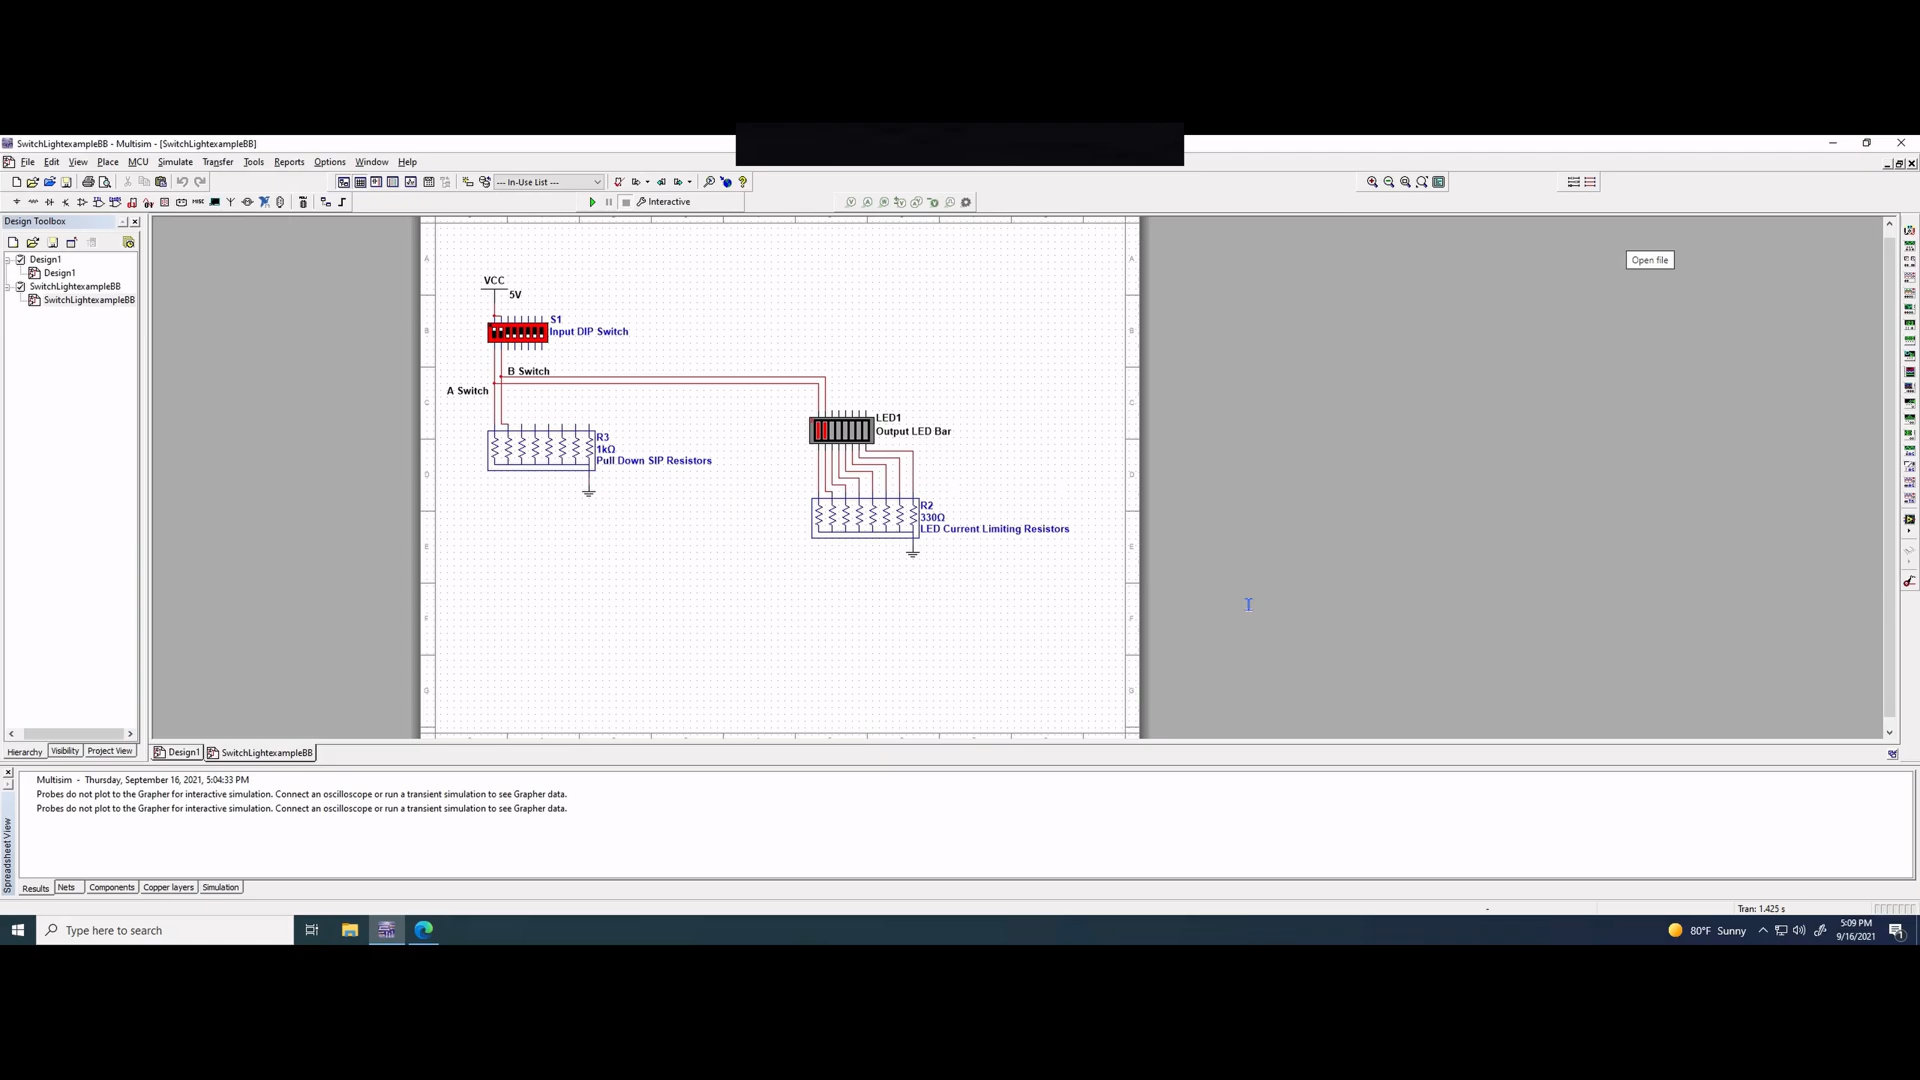 SwitchLightexampleBB - Multisim - [SwitchLightexampleBB]
File Edit View Place MCU Simulate Transfer Tools Reports Options Window Help
--- In-Use List ---
Interactive
Design Toolbox
Design1
Design1
SwitchLightexampleBB
SwitchLightexampleBB
Open file
A
A
VCC
5V
S1
B
B
Input DIP Switch
B Switch
A Switch
C
C
LED1
Output LED Bar
R3
1kΩ
Pull Down SIP Resistors
D
D
R2
330Ω
LED Current Limiting Resistors
E
E
F
F
G
G
Hierarchy Visibility Project View
Design1 SwitchLightexampleBB
Multisim - Thursday, September 16, 2021, 5:04:33 PM
Probes do not plot to the Grapher for interactive simulation. Connect an oscilloscope or run a transient simulation to see Grapher data.
Probes do not plot to the Grapher for interactive simulation. Connect an oscilloscope or run a transient simulation to see Grapher data.
Spreadsheet View
Results Nets Components Copper layers Simulation
- Tran: 1.425 s
Type here to search
80°F Sunny
5:09 PM
9/16/2021
1